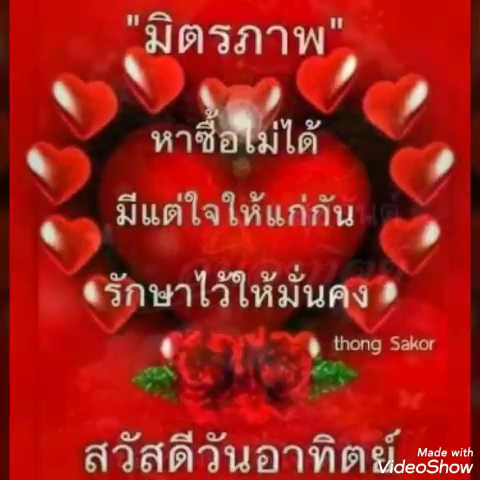 "มิตรภาพ"
หาซื้อไม่ได้
มีแต่ใจให้แก่กัน
รักษาไว้ให้มั่นคง
thong Sakor
สวัสดีวันอาทิตย์
Made with
VideoShow